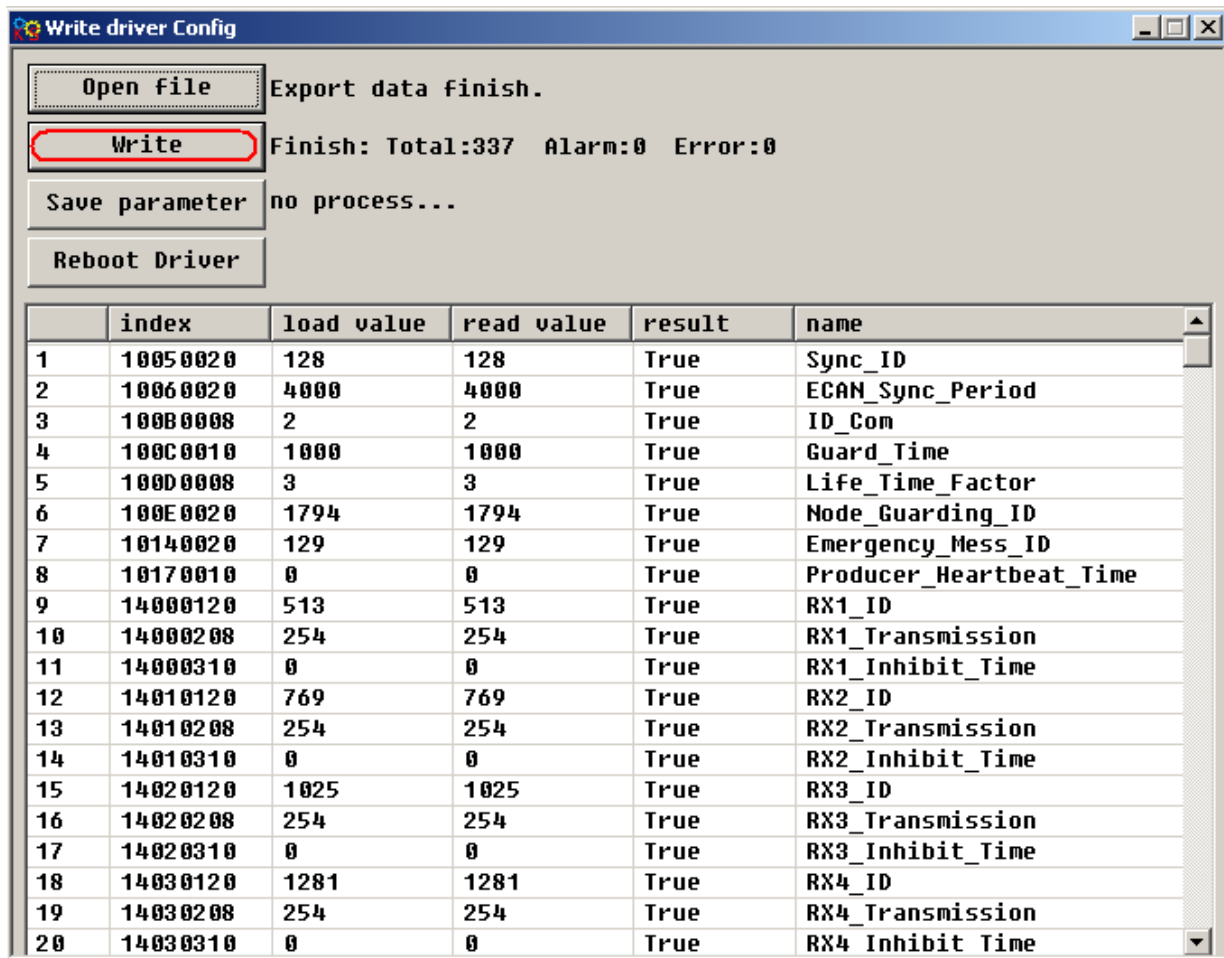 Write driver Config
Open file Export data finish.
Write Finish: Total:337 Alarm:0 Error:0
Save parameter no process...
Reboot Driver
index load value read value result name
1 10050020 128 128 True Sync_ID
2 10060020 4000 4000 True ECAN_Sync_Period
3 100B0008 2 2 True ID_Com
4 100C0010 1000 1000 True Guard_Time
5 100D0008 3 3 True Life_Time_Factor
6 100E0020 1794 1794 True Node_Guarding_ID
7 10140020 129 129 True Emergency_Mess_ID
8 10170010 0 0 True Producer_Heartbeat_Time
9 14000120 513 513 True RX1_ID
10 14000208 254 254 True RX1_Transmission
11 14000310 0 0 True RX1_Inhibit_Time
12 14010120 769 769 True RX2_ID
13 14010208 254 254 True RX2_Transmission
14 14010310 0 0 True RX2_Inhibit_Time
15 14020120 1025 1025 True RX3_ID
16 14020208 254 254 True RX3_Transmission
17 14020310 0 0 True RX3_Inhibit_Time
18 14030120 1281 1281 True RX4_ID
19 14030208 254 254 True RX4_Transmission
20 14030310 0 0 True RX4_Inhibit_Time